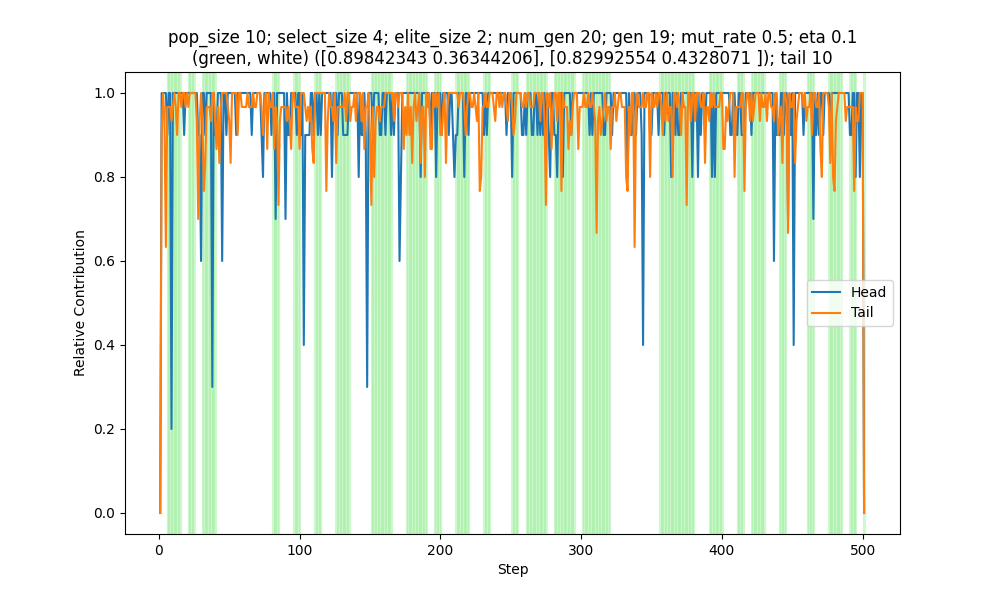 pop_size 10; select_size 4; elite_size 2; num_gen 20; gen 19; mut_rate 0.5; eta 0.1
(green, white) ([0.89842343 0.36344206], [0.82992554 0.4328071 ]); tail 10
1.0
0.8
0.6
0.4
0.2
0.0
Relative Contribution
Head
Tail
0 100 200 300 400 500
Step